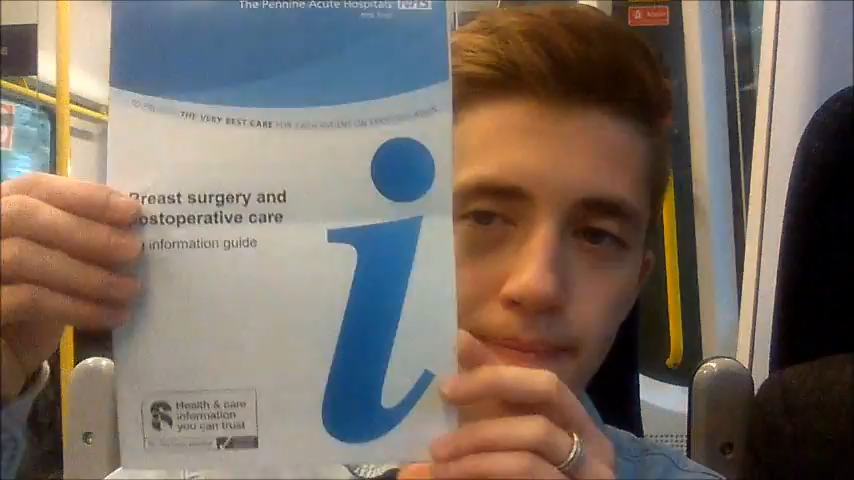 The Pennine Acute Hospitals NHS
THE VERY BEST CARE FOR EACH PATIENT ON EVERY OCCASION
Breast surgery and
postoperative care
information guide
Health & care
information
you can trust